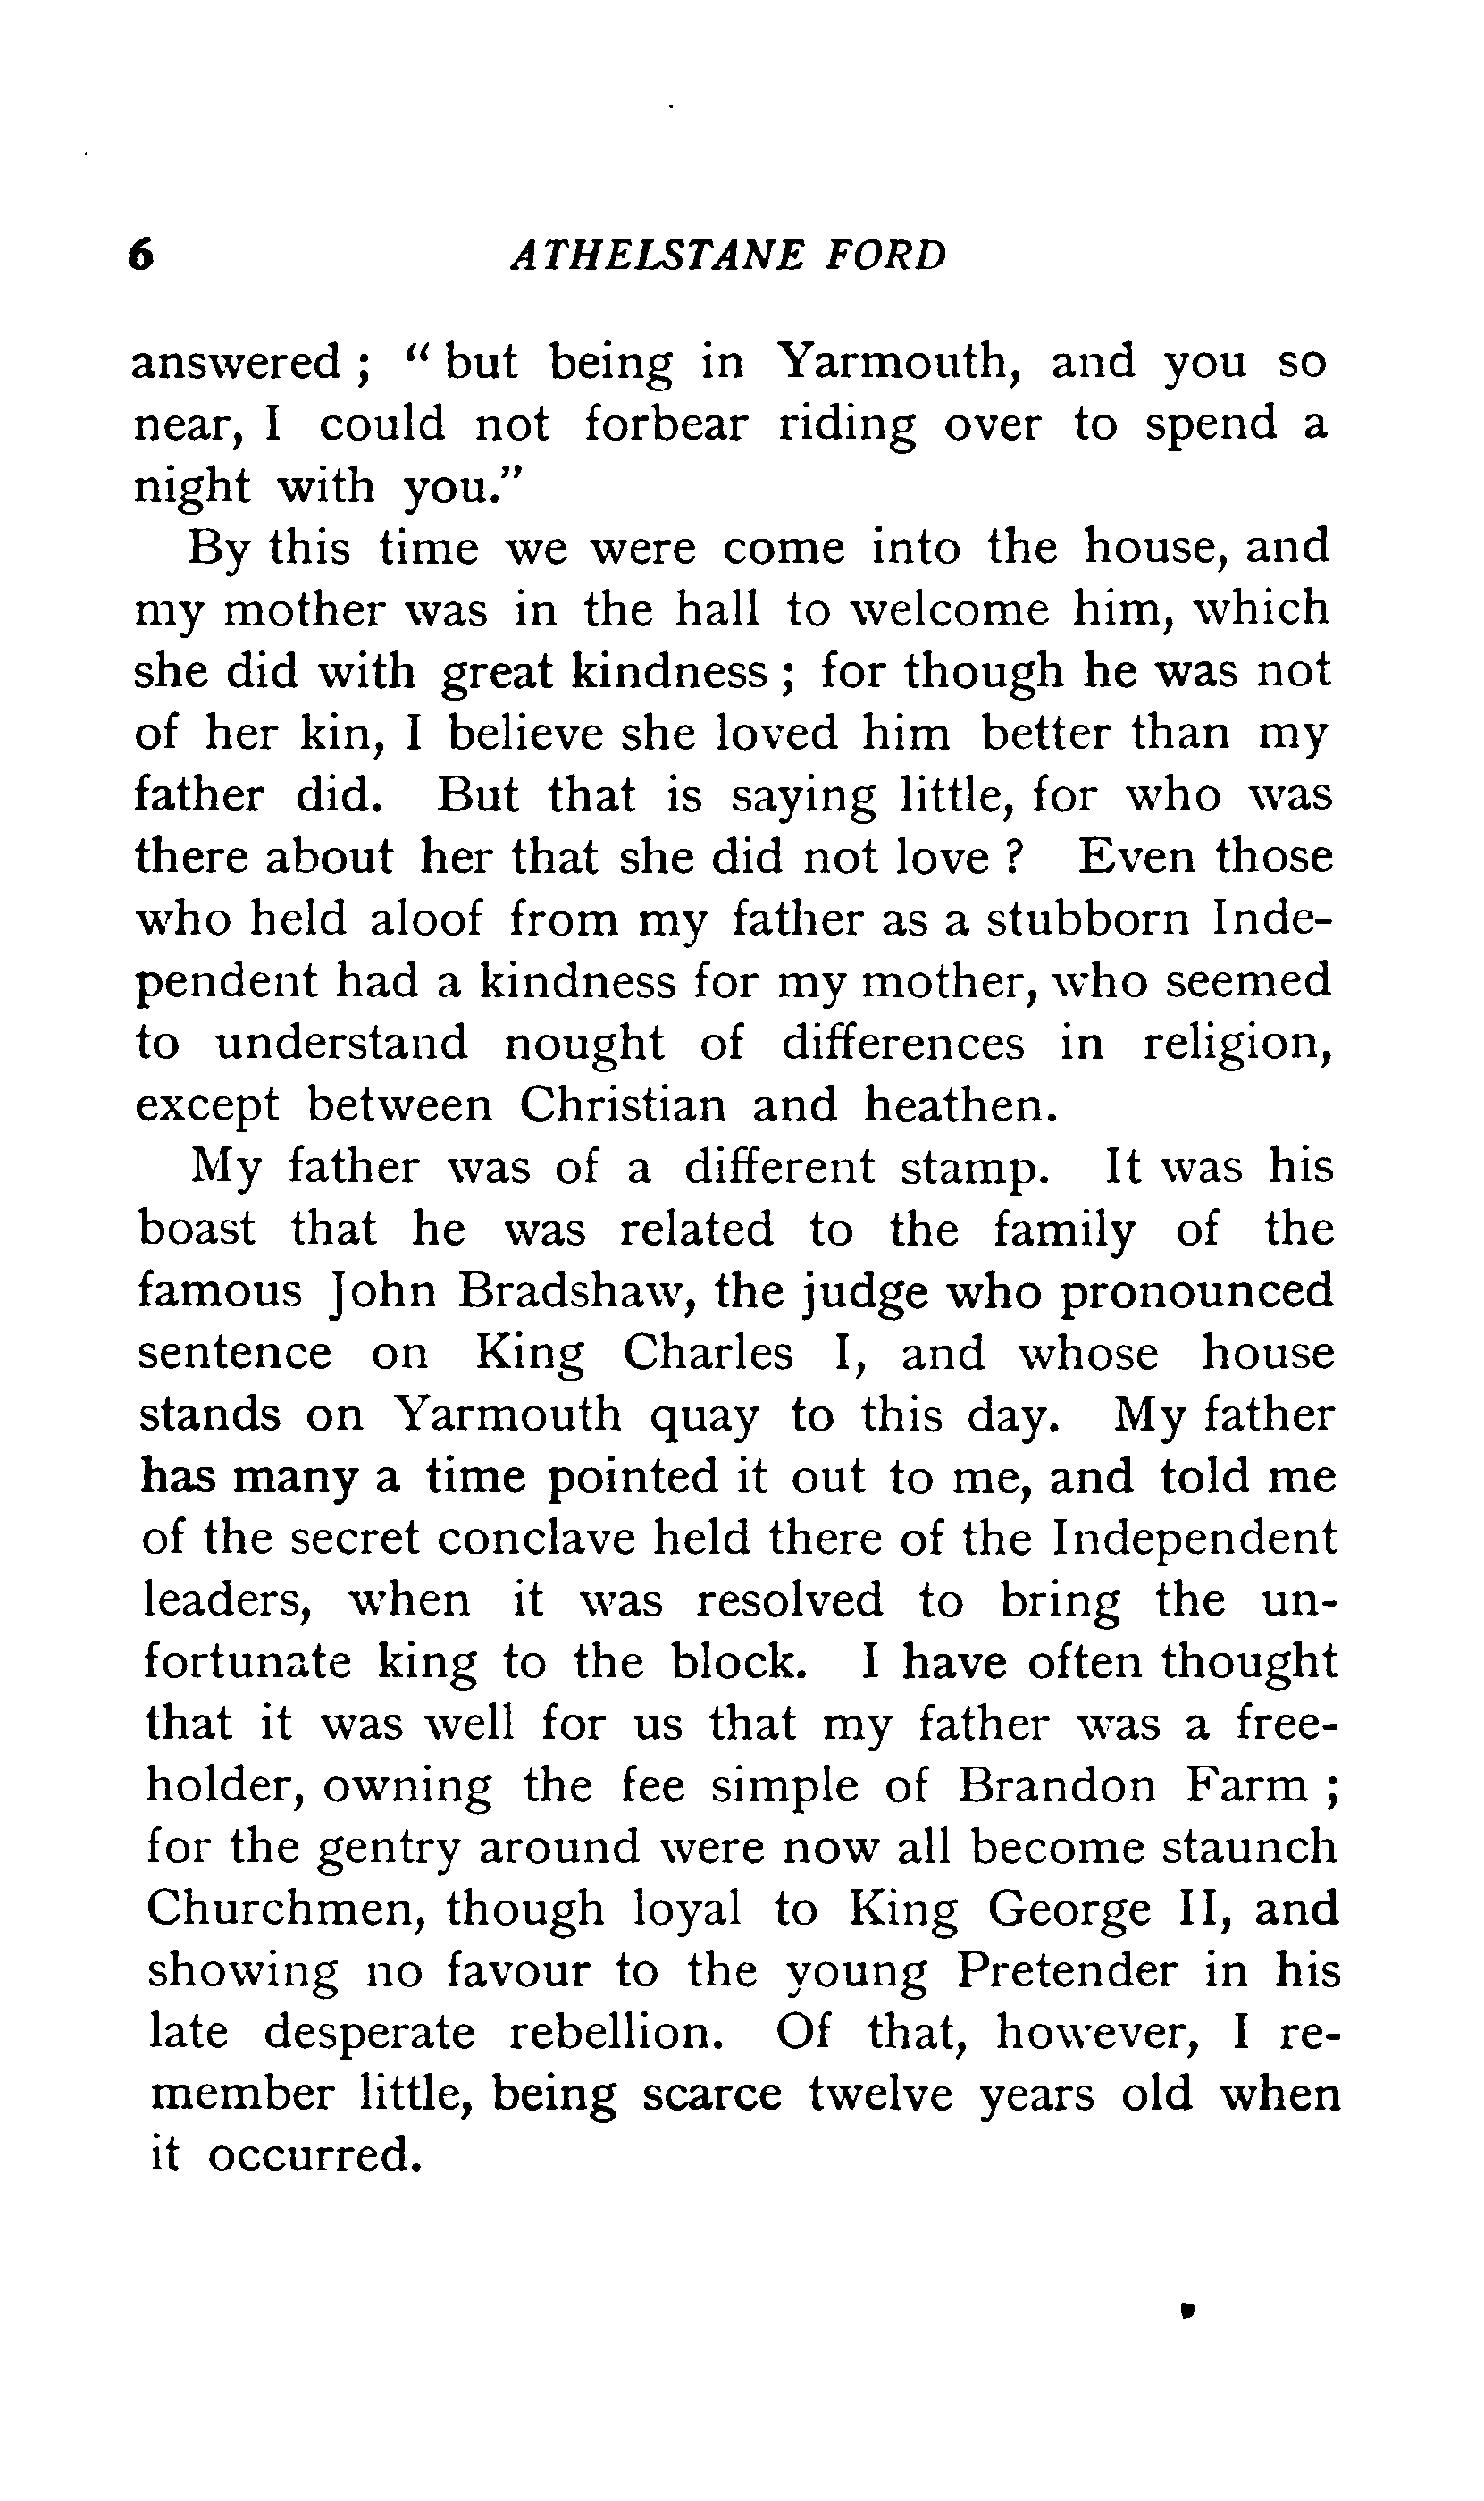 6 ATHELSTANE FORD
answered ; " but being in Yarmouth, and you so
near, I could not forbear riding over to spend a
night with you."
By this time we were come into the house, and
my mother was in the hall to welcome him, which
she did with great kindness ; for though he was not
of her kin, I believe she loved him better than my
father did. But that is saying little, for who was
there about her that she did not love ? Even those
who held aloof from my father as a stubborn Inde-
pendent had a kindness for my mother, who seemed
to understand nought of differences in religion,
except between Christian and heathen.
My father was of a different stamp. It was his
boast that he was related to the family of the
famous John Bradshaw, the judge who pronounced
sentence on King Charles I, and whose house
stands on Yarmouth quay to this day. My father
has many a time pointed it out to me, and told me
of the secret conclave held there of the Independent
leaders, when it was resolved to bring the un-
fortunate king to the block. I have often thought
that it was well for us that my father was a free-
holder, owning the fee simple of Brandon Farm ;
for the gentry around were now all become staunch
Churchmen, though loyal to King George II, and
showing no favour to the young Pretender in his
late desperate rebellion. Of that, however, I re-
member little, being scarce twelve years old when
it occurred.